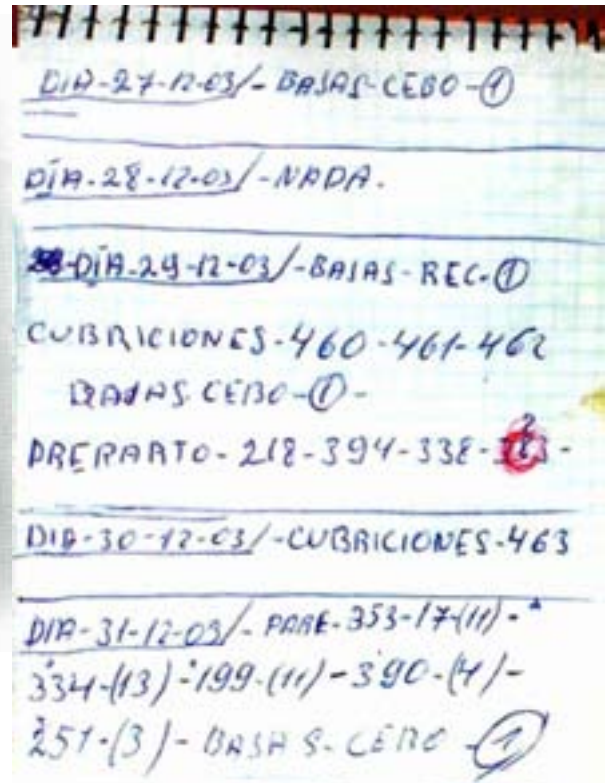 DIA-27-12-03/-BAJAS-CEBO-①
DÍA-28-12-03/-NADA.
DÍA-29-12-03/-BAJAS-REC-①
CUBRICIONES-460-461-462
BAJAS CEBO-①-
PREPARTO-218-394-338-
DIA-30-12-03/-CUBRICIONES-463
DIA-31-12-03/-PARE-353-17-(11)-
334-(13)-199-(11)-390-(4)-
251-(3)-BAJAS-CEBO-①